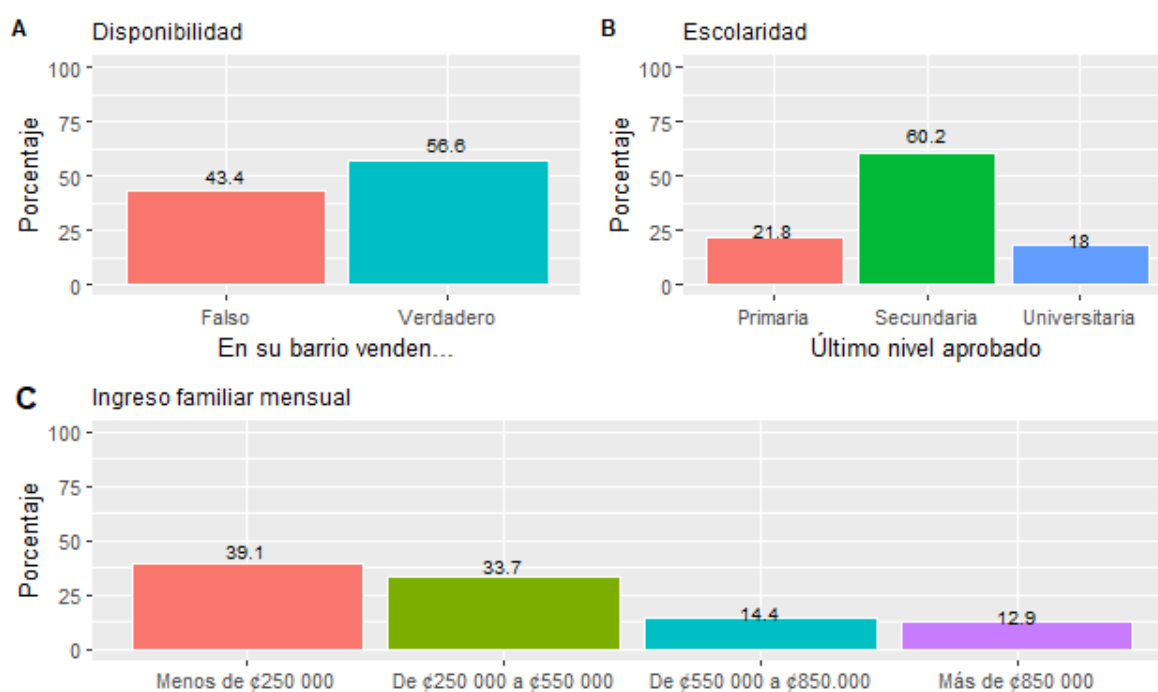 A Disponibilidad
100
75
50
25
0
Porcentaje
43.4
56.6
Falso Verdadero
En su barrio venden...
B Escolaridad
100
75
50
25
0
Porcentaje
21.8
60.2
18
Primaria Secundaria Universitaria
Último nivel aprobado
C Ingreso familiar mensual
100
75
50
25
0
Porcentaje
39.1
33.7
14.4
12.9
Menos de ₡250 000 De ₡250 000 a ₡550 000 De ₡550 000 a ₡850.000 Más de ₡850 000